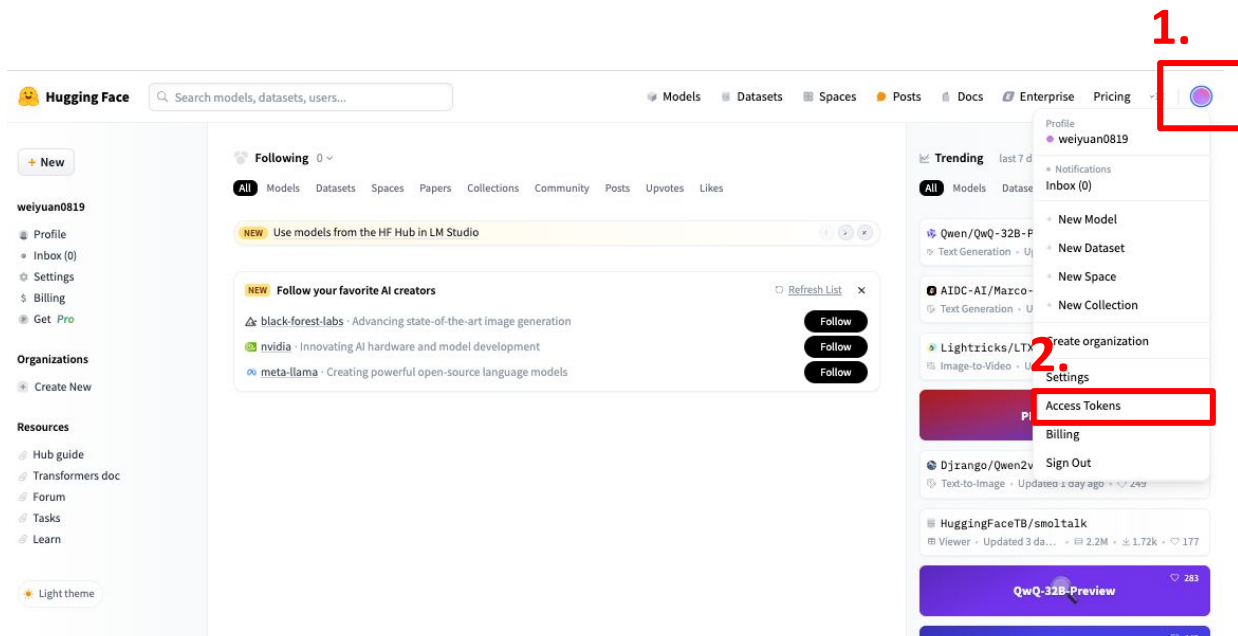 1.
Hugging Face
Search models, datasets, users...
Models Datasets Spaces Posts Docs Enterprise Pricing
+ New
weiyuan0819
Profile
Inbox (0)
Settings
$ Billing
Get Pro
Organizations
+ Create New
Resources
Hub guide
Transformers doc
Forum
Tasks
Learn
Light theme
Following 0
All Models Datasets Spaces Papers Collections Community Posts Upvotes Likes
NEW Use models from the HF Hub in LM Studio
NEW Follow your favorite AI creators Refresh List x
black-forest-labs · Advancing state-of-the-art image generation Follow
nvidia · Innovating AI hardware and model development Follow
meta-llama · Creating powerful open-source language models Follow
Trending last 7 d
All Models Datase
Qwen/QwQ-32B-P
Text Generation
AIDC-AI/Marco-
Text Generation
Lightricks/LTX
Image-to-Video
Djrango/Qwen2v
Text-to-Image · Updated 1 day ago · 249
HuggingFaceTB/smoltalk
Viewer · Updated 3 da... · 2.2M · 1.72k · 177
283
QwQ-32B-Preview
Profile
weiyuan0819
Notifications
Inbox (0)
+ New Model
+ New Dataset
+ New Space
+ New Collection
Create organization
2.
Settings
Access Tokens
Billing
Sign Out